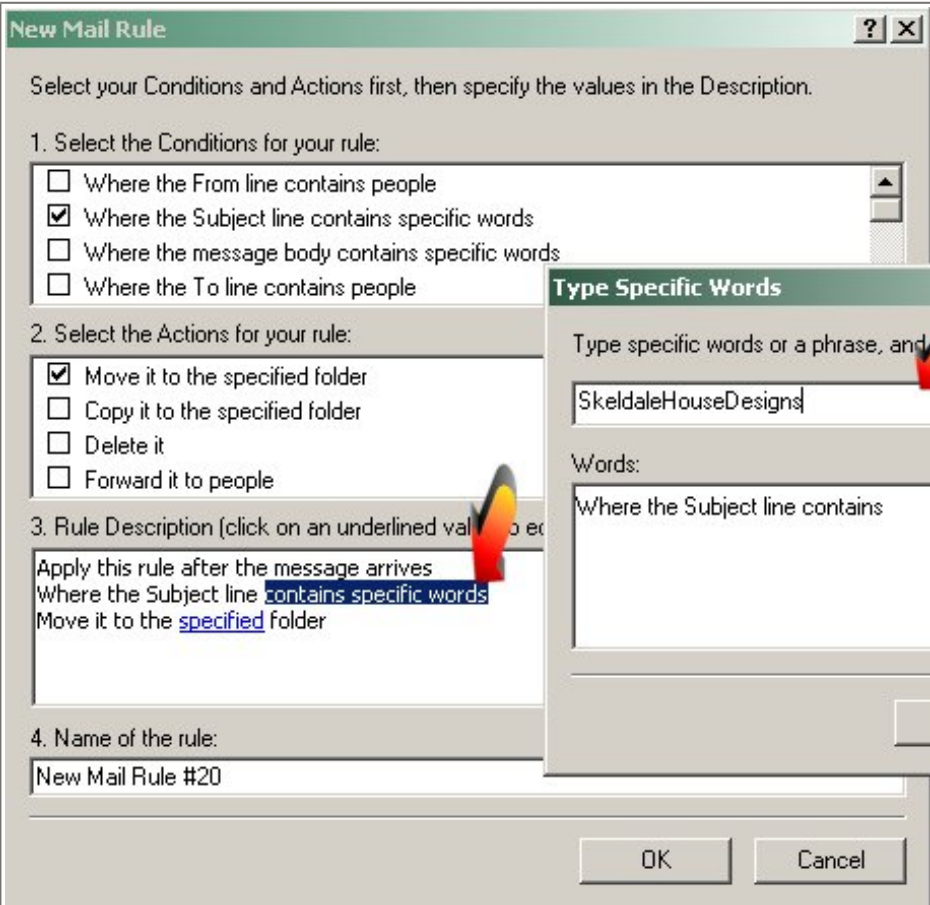 New Mail Rule
Select your Conditions and Actions first, then specify the values in the Description.
1. Select the Conditions for your rule:
Where the From line contains people
Where the Subject line contains specific words
Where the message body contains specific words
Where the To line contains people
2. Select the Actions for your rule:
Move it to the specified folder
Copy it to the specified folder
Delete it
Forward it to people
3. Rule Description (click on an underlined
Apply this rule after the message arrives
Where the Subject line contains specific words
Move it to the specified folder
4. Name of the rule:
New Mail Rule #20
OK
Cancel
Type Specific Words
Type specific words or a phrase, and
SkeldaleHouseDesigns
Words:
Where the Subject line contains